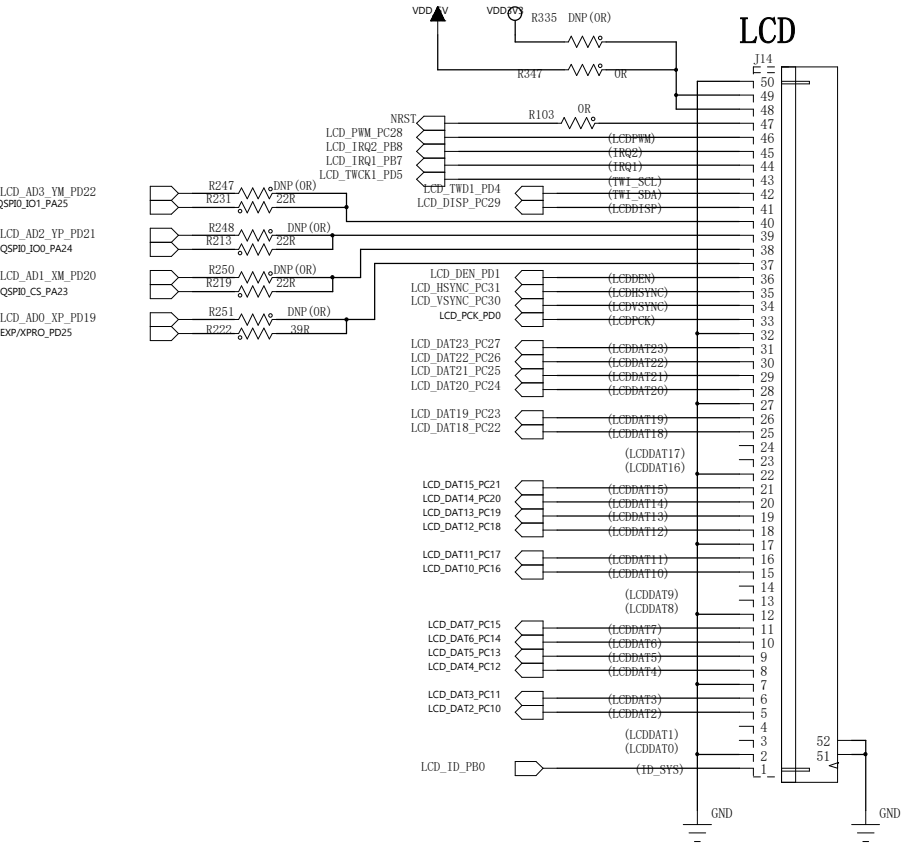 VDD_5V
VDD3V3
R335 DNP(0R)
LCD
J14
R347 0R
R103 0R
NRST
LCD_PWM_PC28
LCD_IRQ2_PB8
LCD_IRQ1_PB7
LCD_TWCK1_PD5
LCD_TWD1_PD4
LCD_DISP_PC29
(LCDPWM)
(IRQ2)
(IRQ1)
(TWI_SCL)
(TWI_SDA)
(LCDDISP)
LCD_AD3_YM_PD22
QSPI0_IO1_PA25
R247 DNP(0R)
R231 22R
LCD_AD2_YP_PD21
QSPI0_IO0_PA24
R248 DNP(0R)
R213 22R
LCD_AD1_XM_PD20
QSPI0_CS_PA23
R250 DNP(0R)
R219 22R
LCD_AD0_XP_PD19
EXP/XPRO_PD25
R251 DNP(0R)
R222 39R
LCD_DEN_PD1
LCD_HSYNC_PC31
LCD_VSYNC_PC30
LCD_PCK_PD0
(LCDDEN)
(LCDHSYNC)
(LCDVSYNC)
(LCDPCK)
LCD_DAT23_PC27
LCD_DAT22_PC26
LCD_DAT21_PC25
LCD_DAT20_PC24
(LCDDAT23)
(LCDDAT22)
(LCDDAT21)
(LCDDAT20)
LCD_DAT19_PC23
LCD_DAT18_PC22
(LCDDAT19)
(LCDDAT18)
(LCDDAT17)
(LCDDAT16)
LCD_DAT15_PC21
LCD_DAT14_PC20
LCD_DAT13_PC19
LCD_DAT12_PC18
(LCDDAT15)
(LCDDAT14)
(LCDDAT13)
(LCDDAT12)
LCD_DAT11_PC17
LCD_DAT10_PC16
(LCDDAT11)
(LCDDAT10)
(LCDDAT9)
(LCDDAT8)
LCD_DAT7_PC15
LCD_DAT6_PC14
LCD_DAT5_PC13
LCD_DAT4_PC12
(LCDDAT7)
(LCDDAT6)
(LCDDAT5)
(LCDDAT4)
LCD_DAT3_PC11
LCD_DAT2_PC10
(LCDDAT3)
(LCDDAT2)
(LCDDAT1)
(LCDDAT0)
LCD_ID_PB0
(ID_SYS)
50
49
48
47
46
45
44
43
42
41
40
39
38
37
36
35
34
33
32
31
30
29
28
27
26
25
24
23
22
21
20
19
18
17
16
15
14
13
12
11
10
9
8
7
6
5
4
3
2
1
52
51
GND
GND